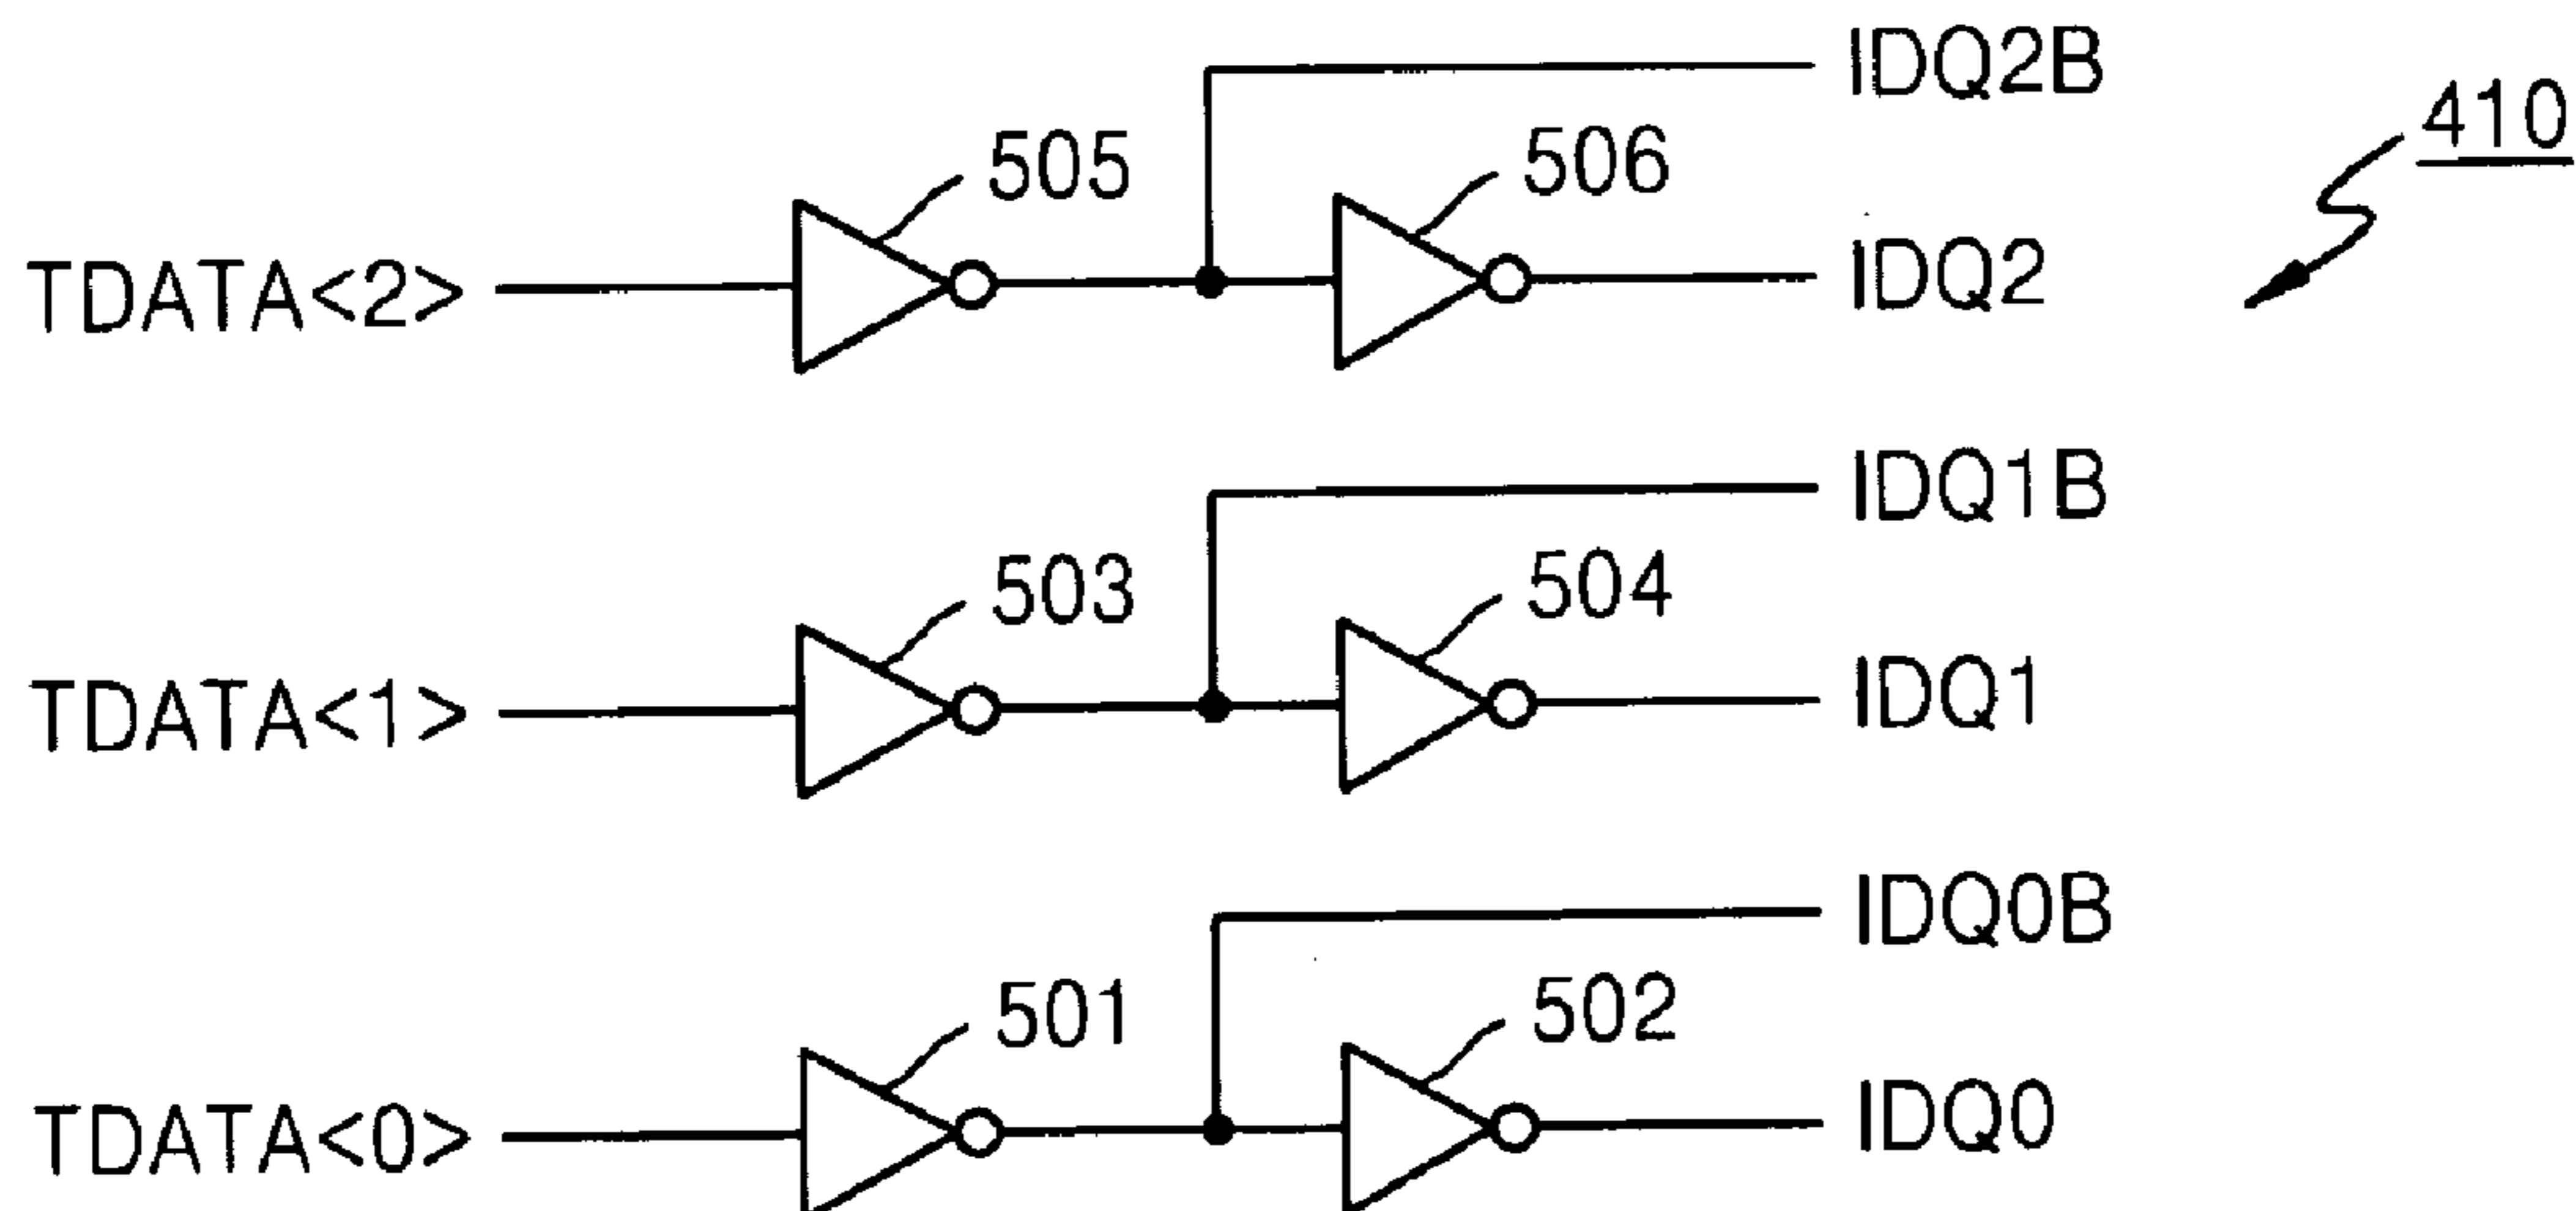 IDQ2B
410
505
506
TDATA<2>
IDQ2
IDQ1B
503
504
TDATA<1>
IDQ1
IDQ0B
501
502
TDATA<0>
IDQ0